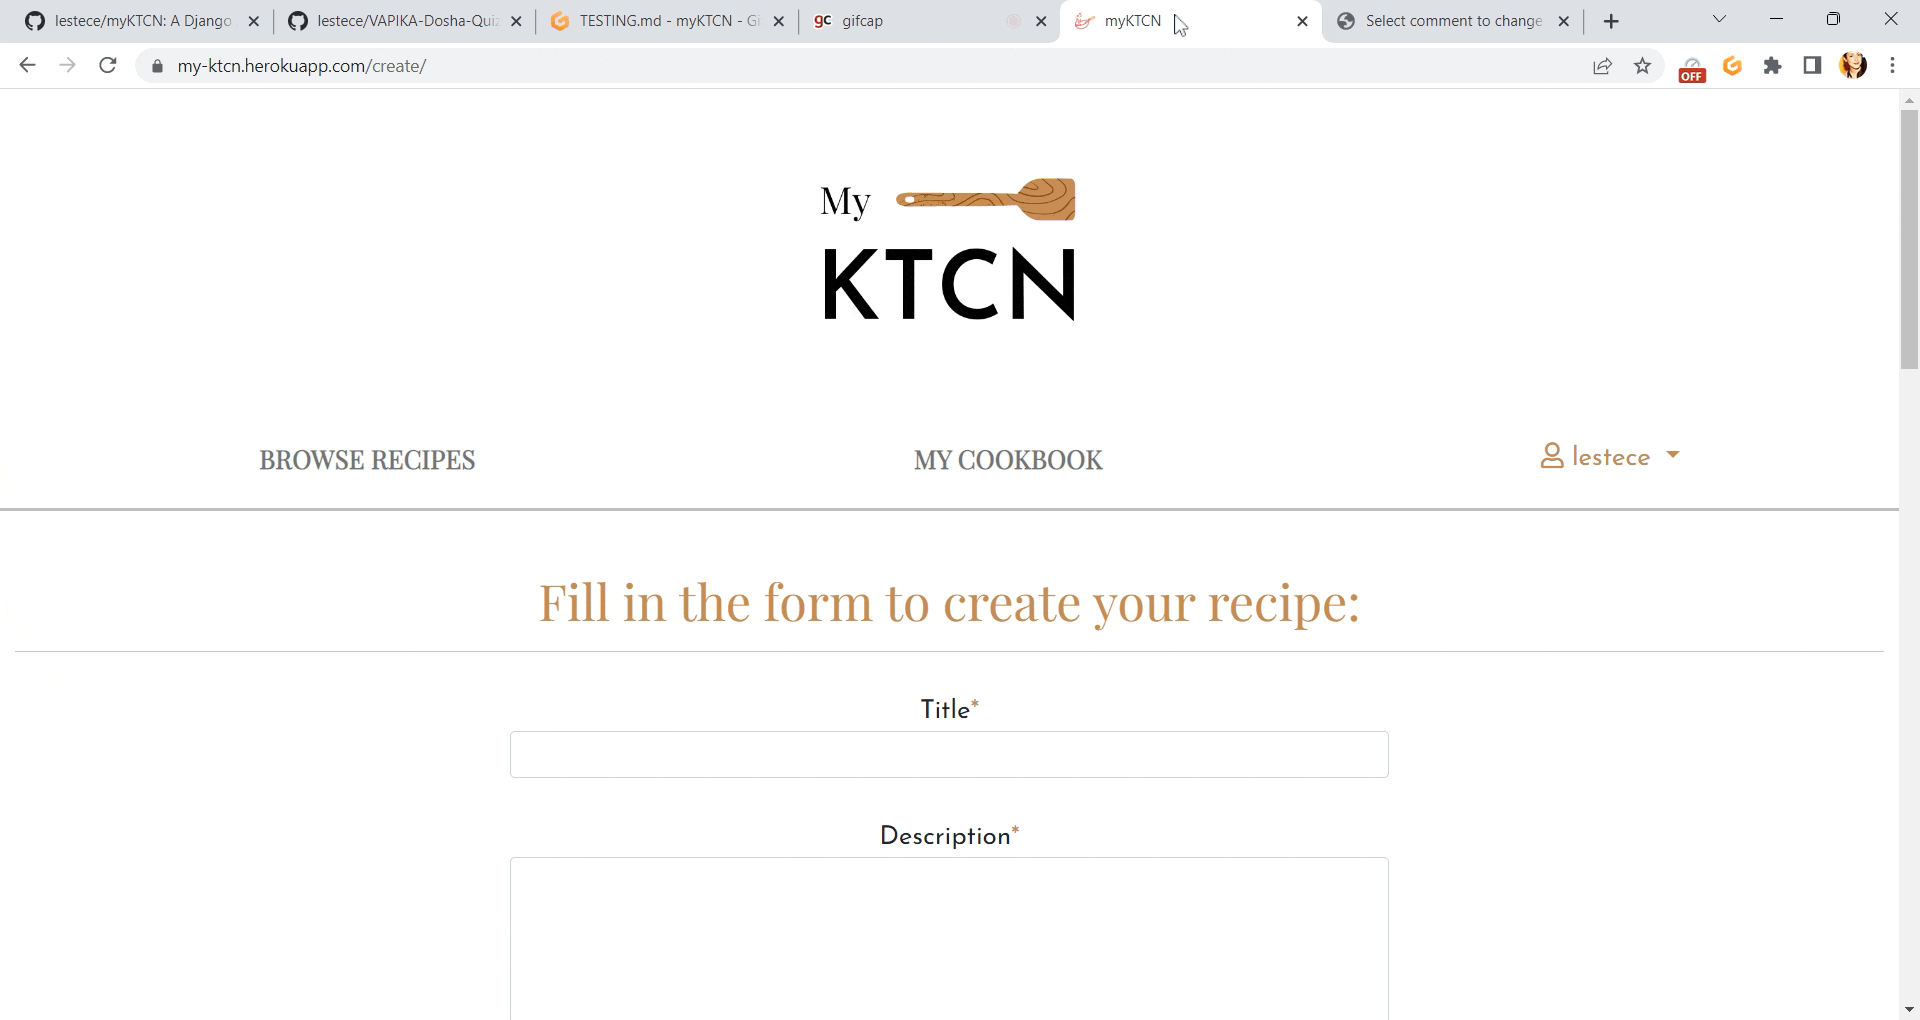 lestece/myKTCN: A Django
lestece/VAPIKA-Dosha-Quiz
TESTING.md - myKTCN - Gi
gc gifcap
myKTCN
Select comment to change
my-ktcn.herokuapp.com/create/
OFF
My
KTCN
BROWSE RECIPES
MY COOKBOOK
lestece
Fill in the form to create your recipe:
Title*
Description*